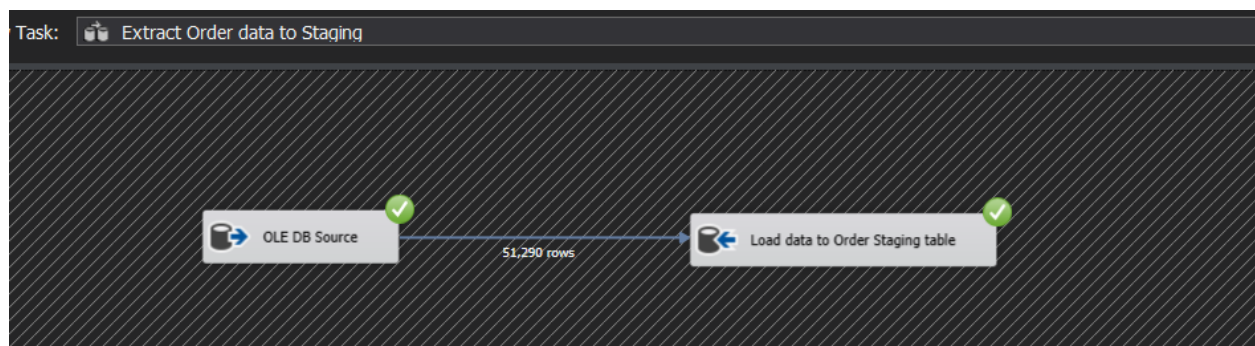 Task: Extract Order data to Staging
OLE DB Source
51,290 rows
Load data to Order Staging table